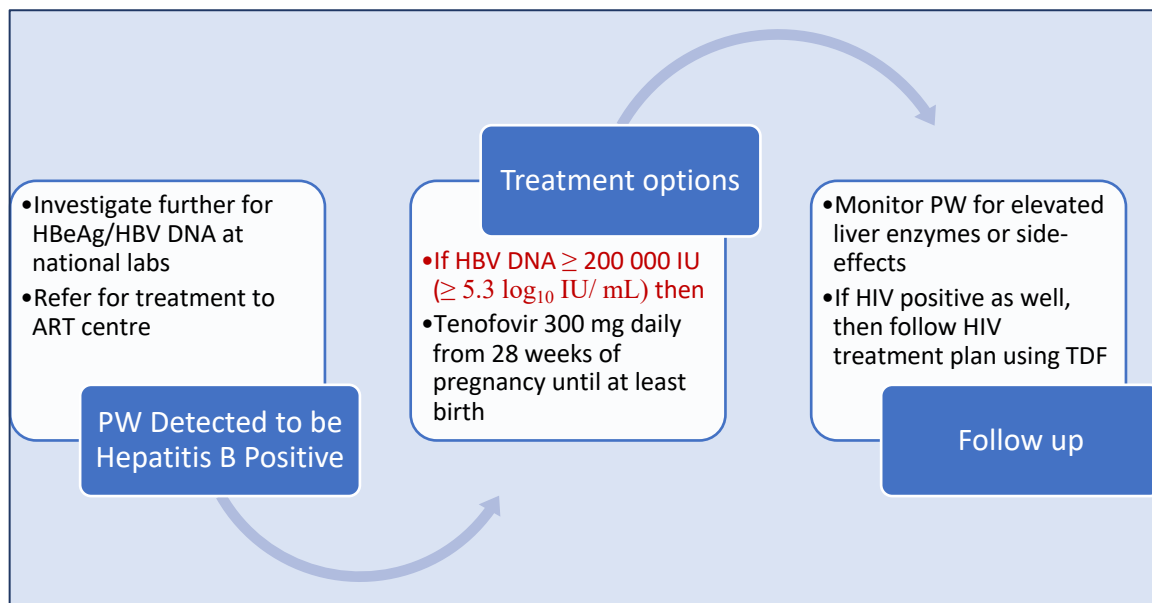 •Investigate further for
HBeAg/HBV DNA at
national labs
•Refer for treatment to
ART centre
PW Detected to be
Hepatitis B Positive
Treatment options
•If HBV DNA ≥ 200 000 IU
(≥ 5.3 log₁₀ IU/ mL) then
•Tenofovir 300 mg daily
from 28 weeks of
pregnancy until at least
birth
•Monitor PW for elevated
liver enzymes or side-
effects
•If HIV positive as well,
then follow HIV
treatment plan using TDF
Follow up